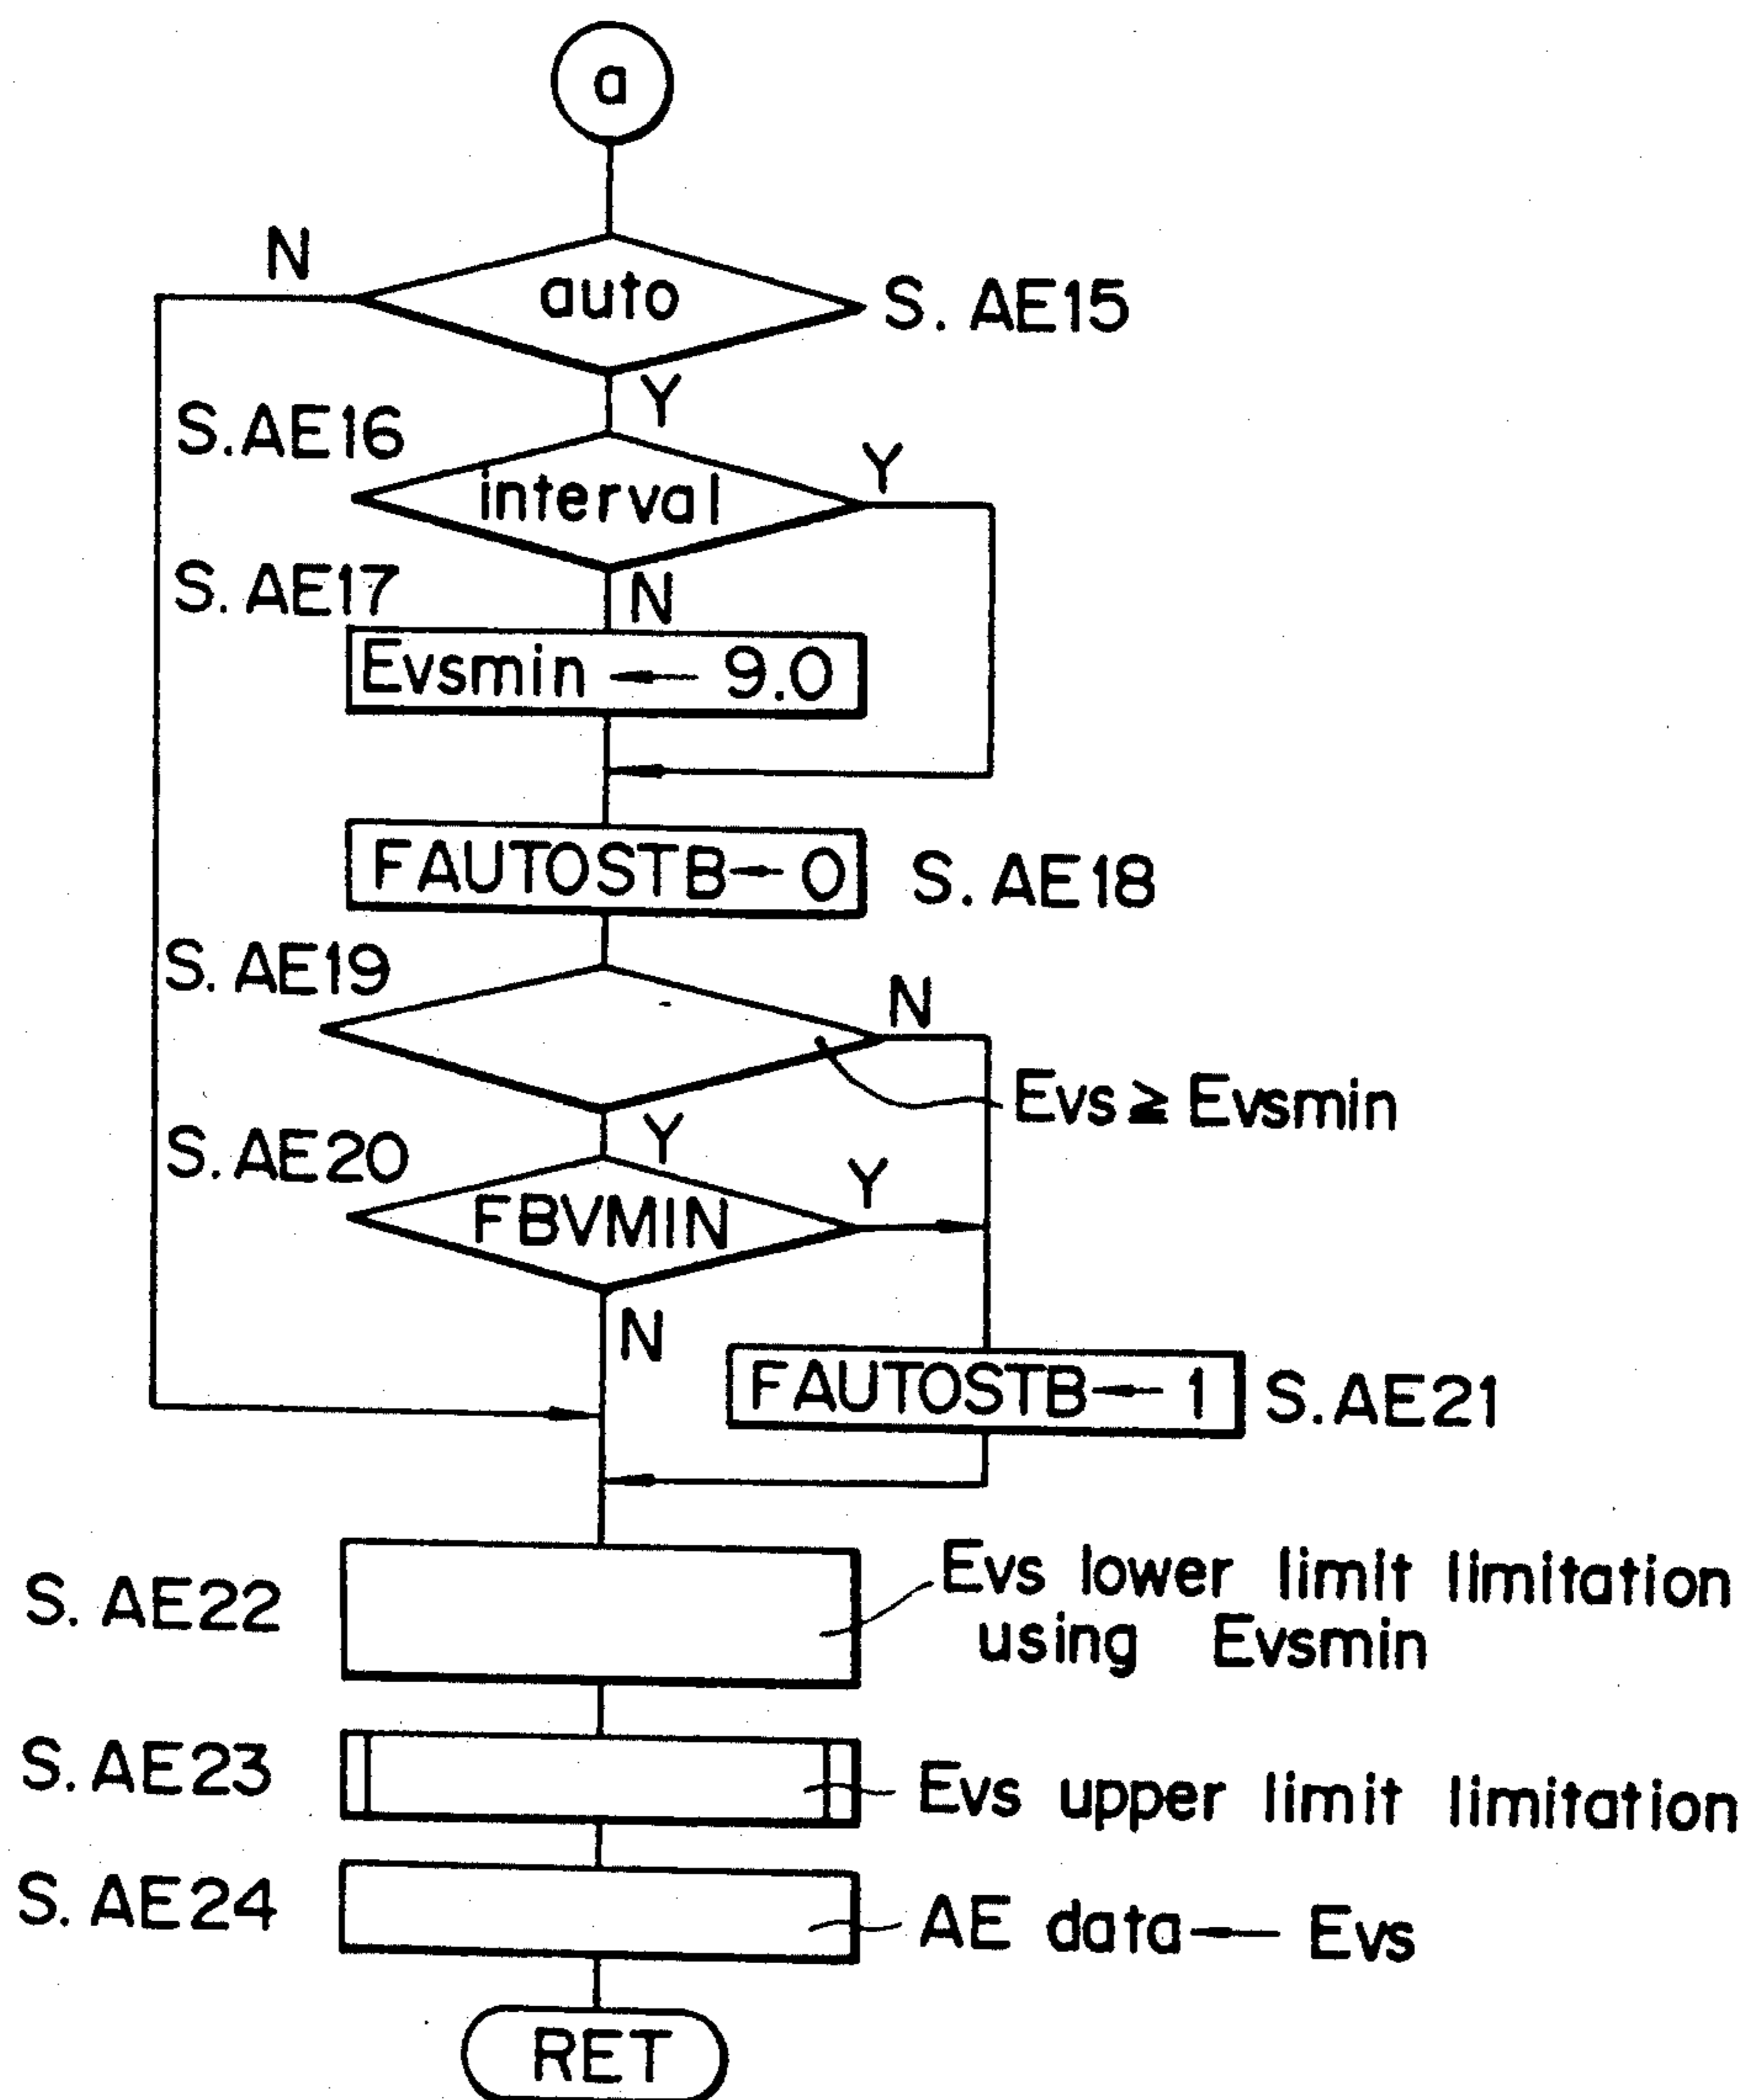 a
N
auto
S. AE15
Y
S.AE16
interval
Y
S. AE17
N
Evsmin ← 9.0
FAUTOSTB← 0
S. AE18
S. AE19
N
Evs ≧ Evsmin
Y
S. AE20
FBVMIN
Y
N
FAUTOSTB← 1
S.AE21
S. AE22
Evs lower limit limitation
using Evsmin
S. AE23
Evs upper limit limitation
S. AE24
AE data ← Evs
RET